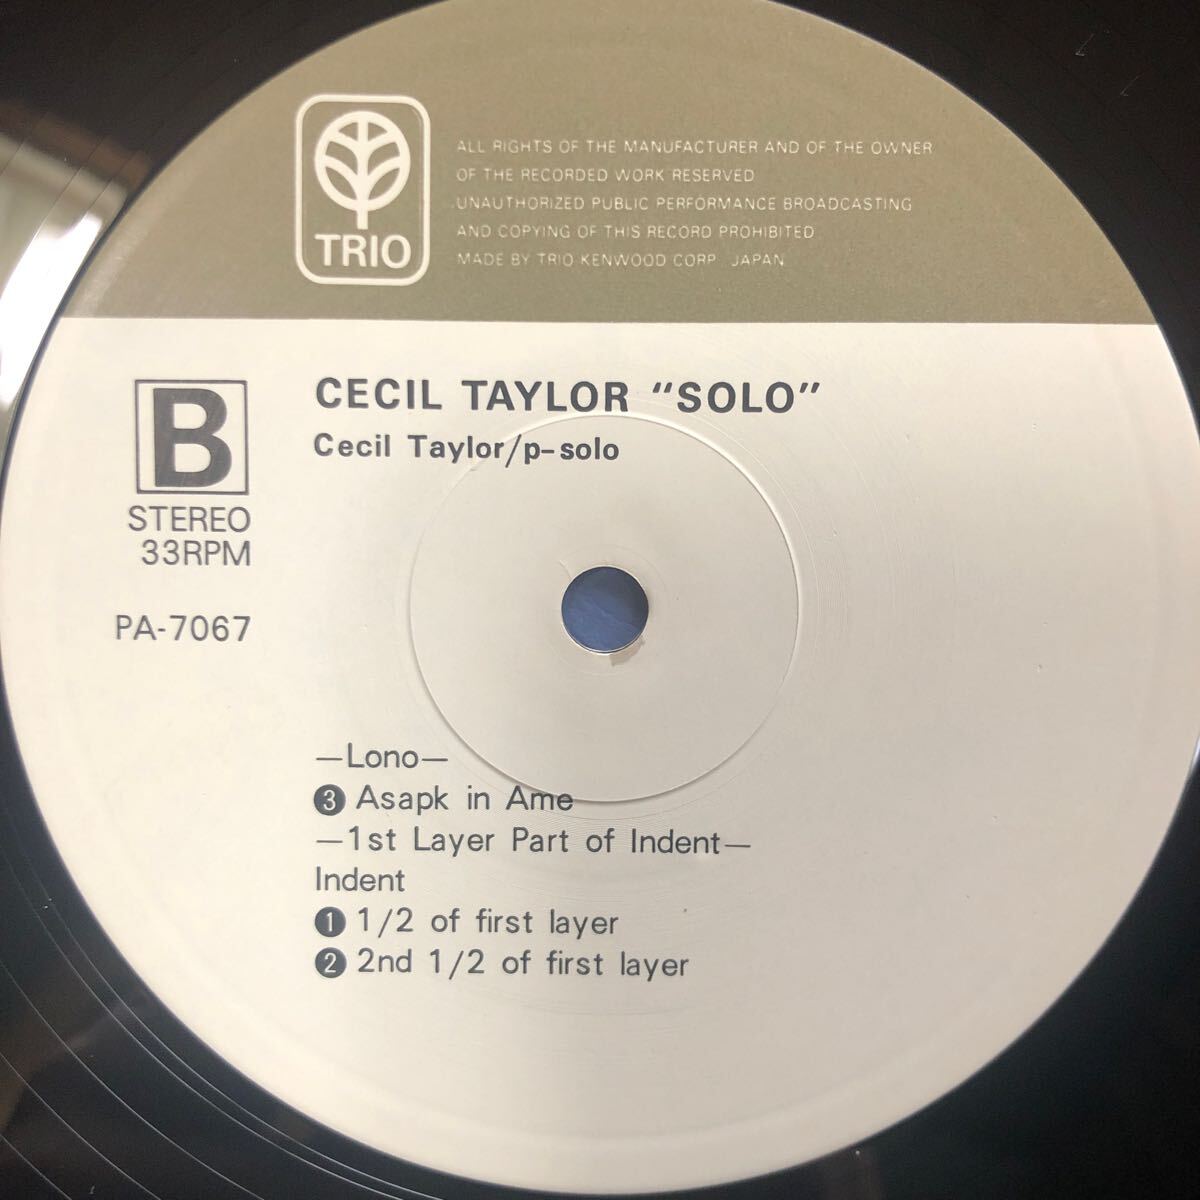 TRIO
ALL RIGHTS OF THE MANUFACTURER AND OF THE OWNER
OF THE RECORDED WORK RESERVED
UNAUTHORIZED PUBLIC PERFORMANCE BROADCASTING
AND COPYING OF THIS RECORD PROHIBITED
MADE BY TRIO KENWOOD CORP. JAPAN
B
STEREO
33RPM
PA-7067
CECIL TAYLOR “SOLO”
Cecil Taylor/p-solo
—Lono—
❸ Asapk in Ame
—1st Layer Part of Indent—
Indent
❶ 1/2 of first layer
❷ 2nd 1/2 of first layer